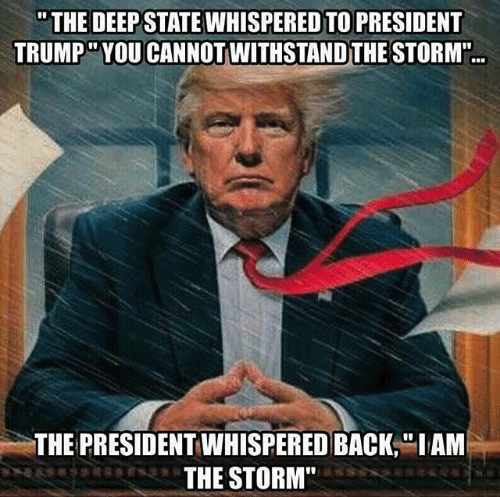 " THE DEEP STATE WHISPERED TO PRESIDENT
TRUMP " YOU CANNOT WITHSTAND THE STORM"...
THE PRESIDENT WHISPERED BACK, " I AM
THE STORM"